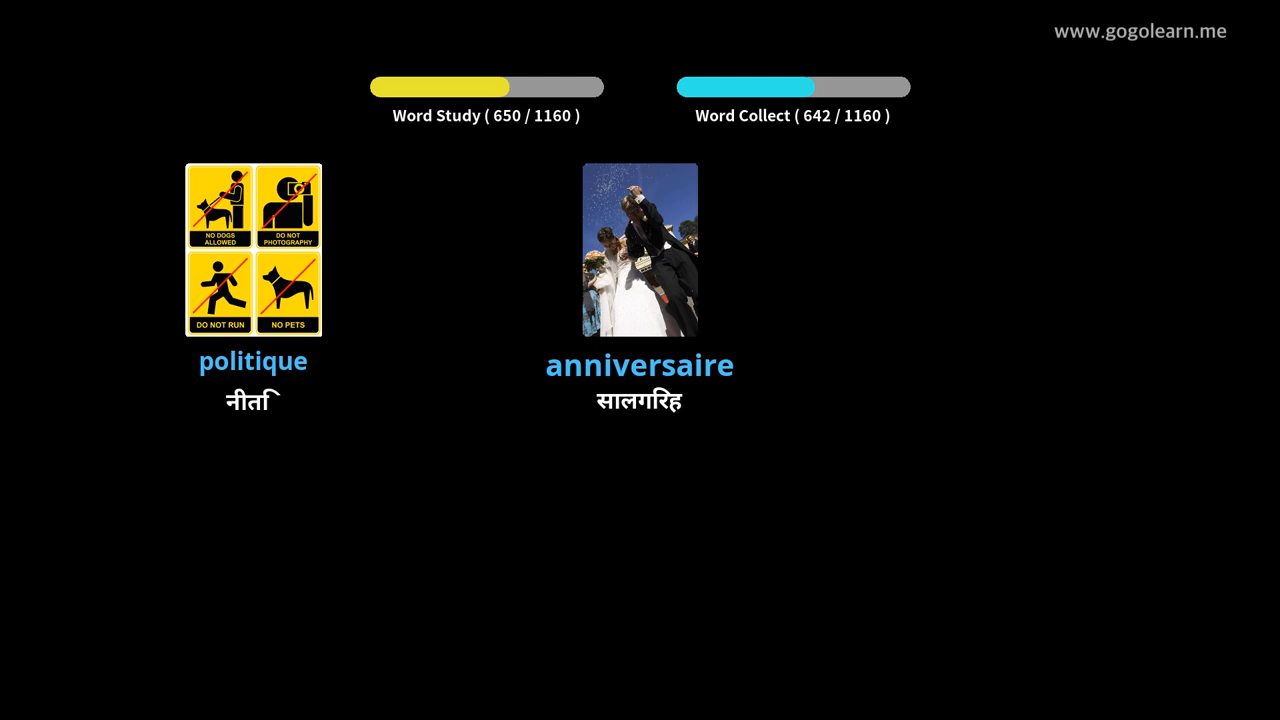 www.gogolearn.me
Word Study ( 650 / 1160 )
Word Collect ( 642 / 1160 )
NO DOGS
ALLOWED
DO NOT
PHOTOGRAPHY
DO NOT RUN
NO PETS
politique
नीति
anniversaire
सालगिरह